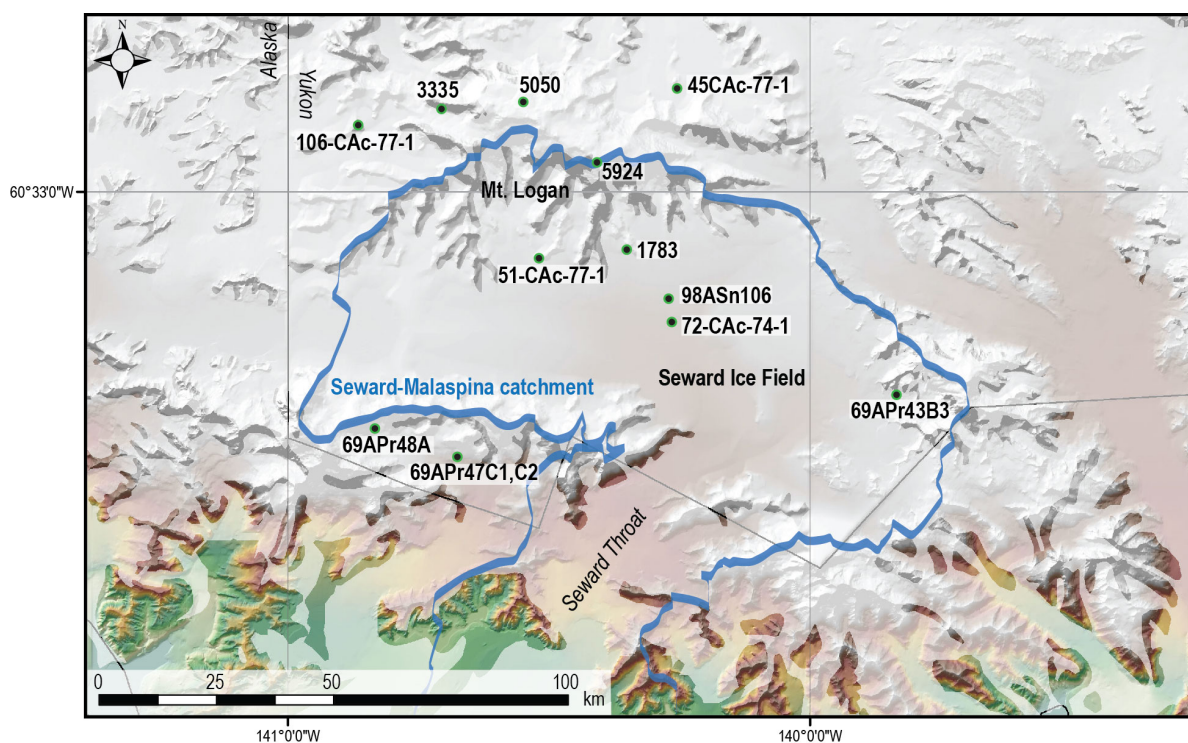 N
Alaska
Yukon
3335
5050
45CAc-77-1
106-CAc-77-1
5924
60°33'0"W
Mt. Logan
1783
51-CAc-77-1
98ASn106
72-CAc-74-1
Seward-Malaspina catchment
Seward Ice Field
69APr43B3
69APr48A
69APr47C1,C2
Seward Throat
0 25 50 100
km
141°0'0"W 140°0'0"W